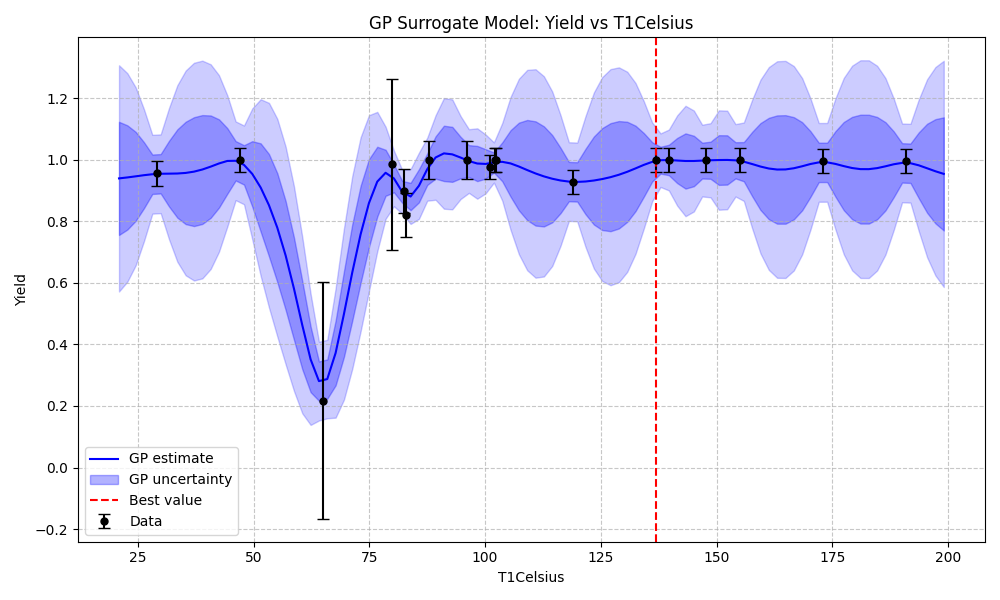 GP Surrogate Model: Yield vs T1Celsius
Yield
1.2
1.0
0.8
0.6
0.4
0.2
0.0
−0.2
GP estimate
GP uncertainty
Best value
Data
25 50 75 100 125 150 175 200
T1Celsius